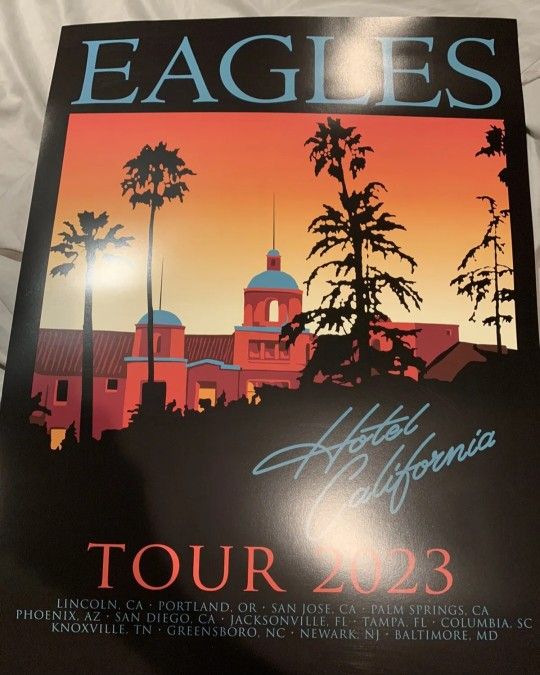 EAGLES
Hotel
California
TOUR 2023
LINCOLN, CA · PORTLAND, OR · SAN JOSE, CA · PALM SPRINGS, CA
PHOENIX, AZ · SAN DIEGO, CA · JACKSONVILLE, FL · TAMPA, FL · COLUMBIA, SC
KNOXVILLE, TN · GREENSBORO, NC · NEWARK, NJ · BALTIMORE, MD